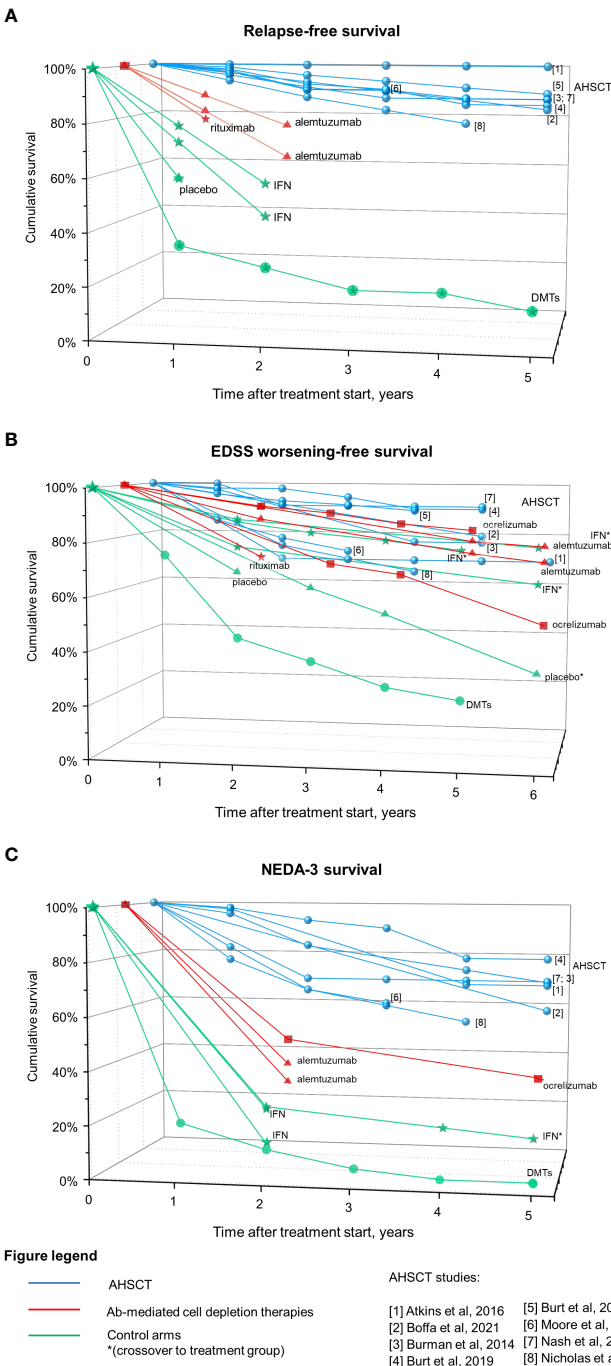 A
Relapse-free survival
100%
80%
60%
40%
20%
0%
Cumulative survival
[1]
AHSCT
[5]
[3; 7]
[4]
[2]
[6]
[8]
rituximab
alemtuzumab
alemtuzumab
placebo
IFN
IFN
DMTs
0 1 2 3 4 5
Time after treatment start, years
B
EDSS worsening-free survival
100%
80%
60%
40%
20%
0%
Cumulative survival
[7]
AHSCT
[4]
[5]
ocrelizumab
[2]
IFN*
[3]
alemtuzumab
[6]
IFN*
[1]
rituximab
alemtuzumab
[8]
placebo
IFN*
ocrelizumab
placebo*
DMTs
0 1 2 3 4 5 6
Time after treatment start, years
C
NEDA-3 survival
100%
80%
60%
40%
20%
0%
Cumulative survival
[4]
AHSCT
[7; 3]
[1]
[6]
[2]
[8]
alemtuzumab
alemtuzumab
ocrelizumab
IFN
IFN
IFN*
DMTs
0 1 2 3 4 5
Time after treatment start, years
Figure legend
AHSCT
Ab-mediated cell depletion therapies
Control arms
*(crossover to treatment group)
AHSCT studies:
[1] Atkins et al, 2016
[2] Boffa et al, 2021
[3] Burman et al, 2014
[4] Burt et al, 2019
[5] Burt et al, 20
[6] Moore et al,
[7] Nash et al, 2
[8] Nicholas et a